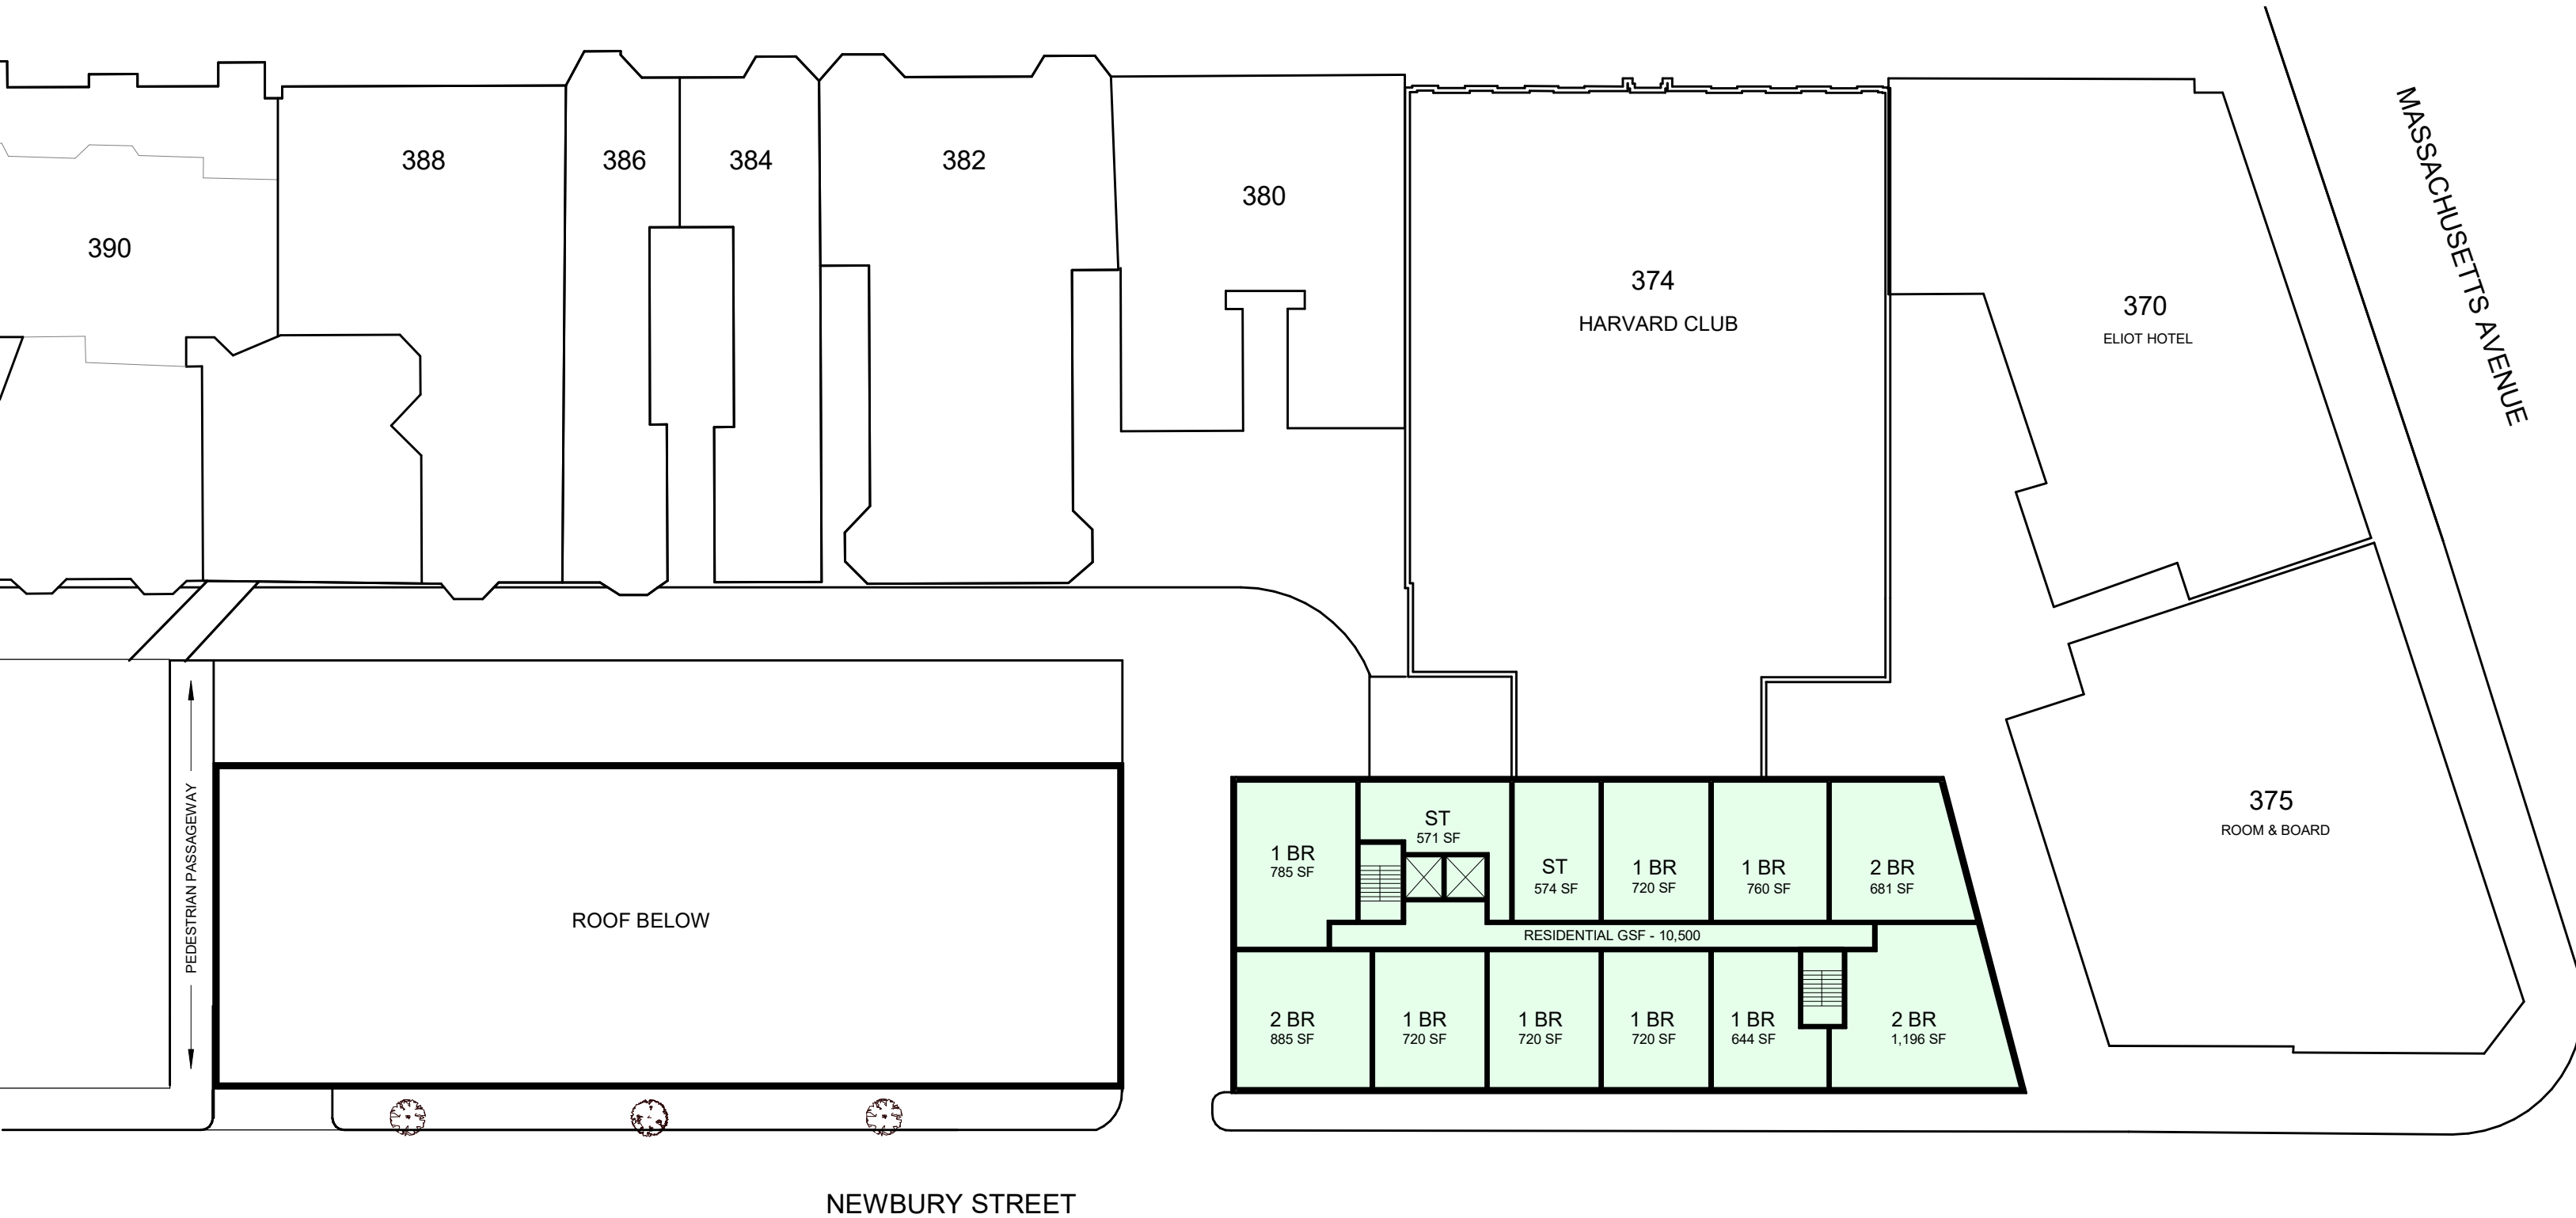 MASSACHUSETTS AVENUE
388
386
384
382
380
390
374
HARVARD CLUB
370
ELIOT HOTEL
375
ROOM & BOARD
PEDESTRIAN PASSAGEWAY
ROOF BELOW
1 BR
785 SF
ST
571 SF
ST
574 SF
1 BR
720 SF
1 BR
760 SF
2 BR
681 SF
RESIDENTIAL GSF - 10,500
2 BR
885 SF
1 BR
720 SF
1 BR
720 SF
1 BR
720 SF
1 BR
644 SF
2 BR
1,196 SF
NEWBURY STREET